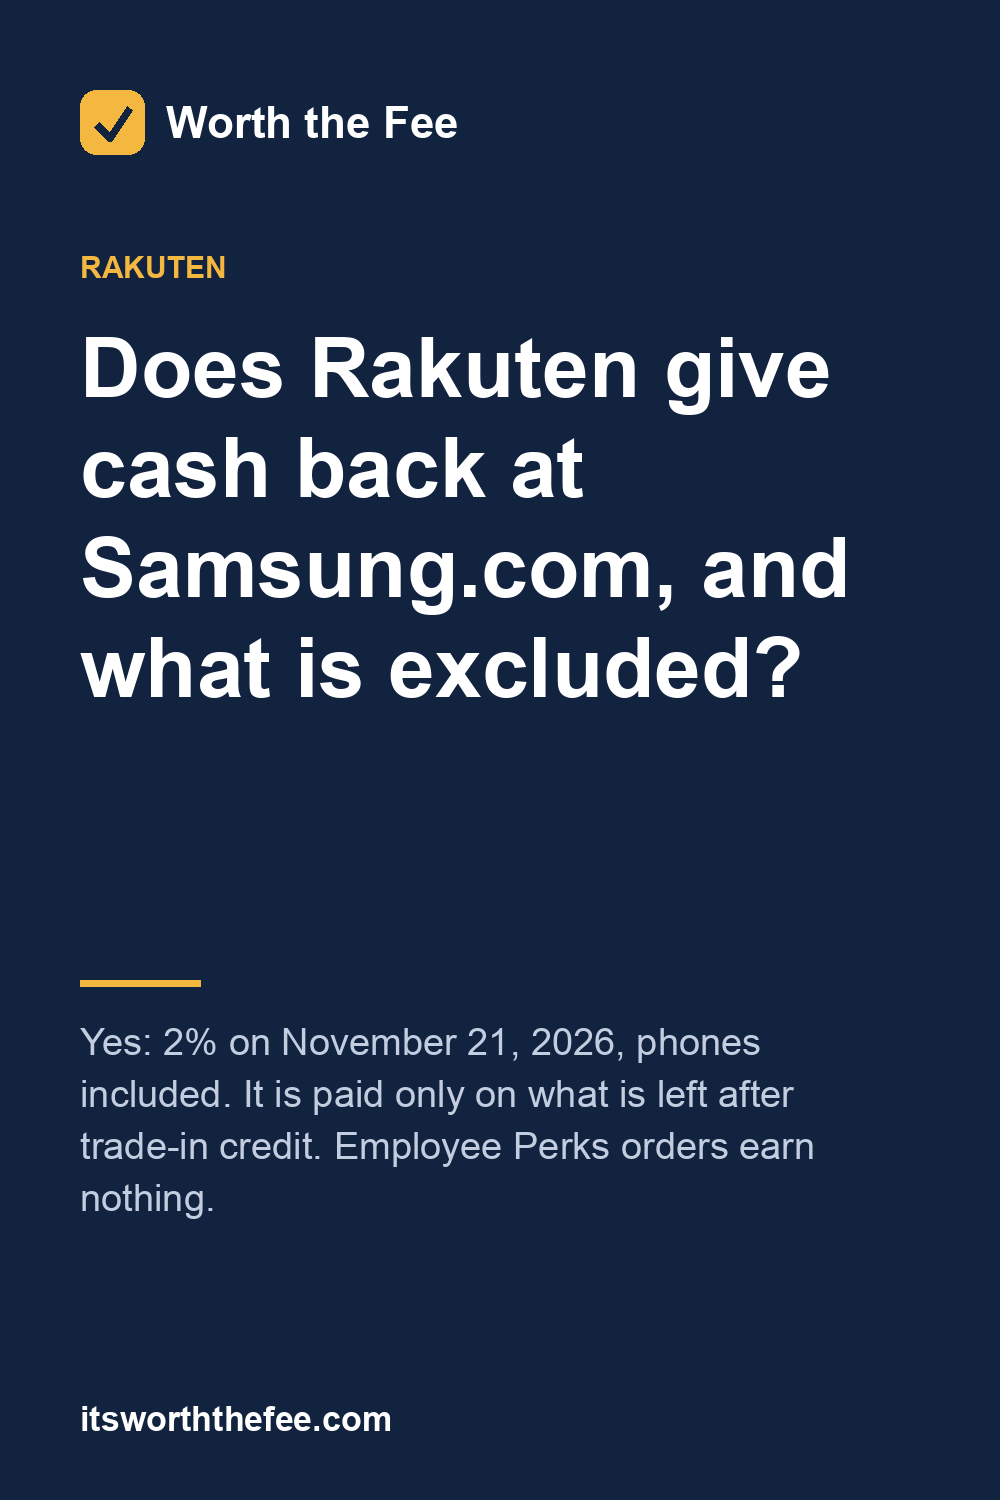 Worth the Fee
RAKUTEN
Does Rakuten give
cash back at
Samsung.com, and
what is excluded?
Yes: 2% on November 21, 2026, phones
included. It is paid only on what is left after
trade-in credit. Employee Perks orders earn
nothing.
itsworththefee.com